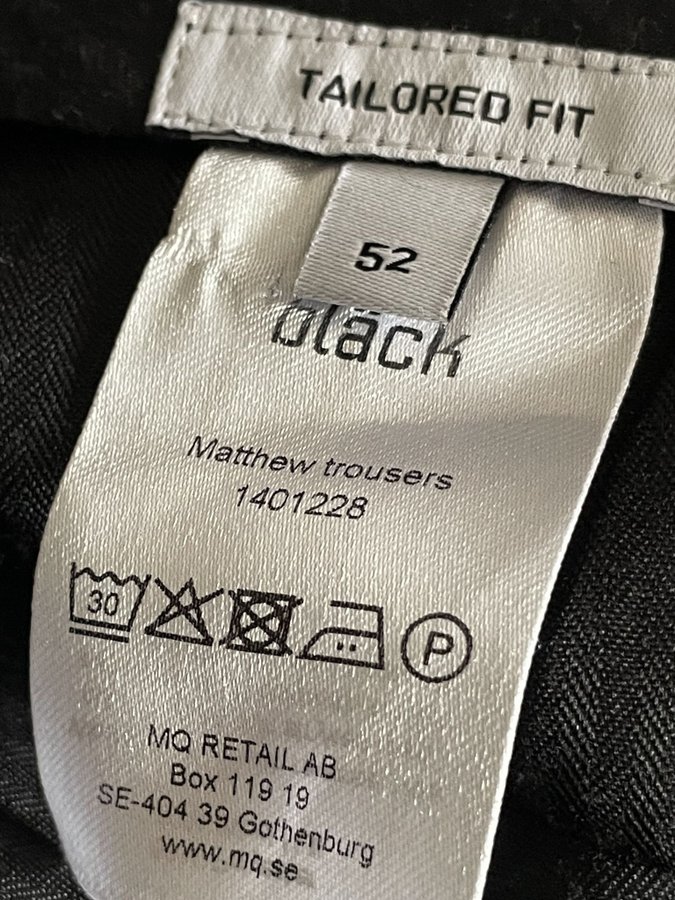 TAILORED FIT
52
bläck
Matthew trousers
1401228
30
P
MQ RETAIL AB
Box 119 19
SE-404 39 Gothenburg
www.mq.se